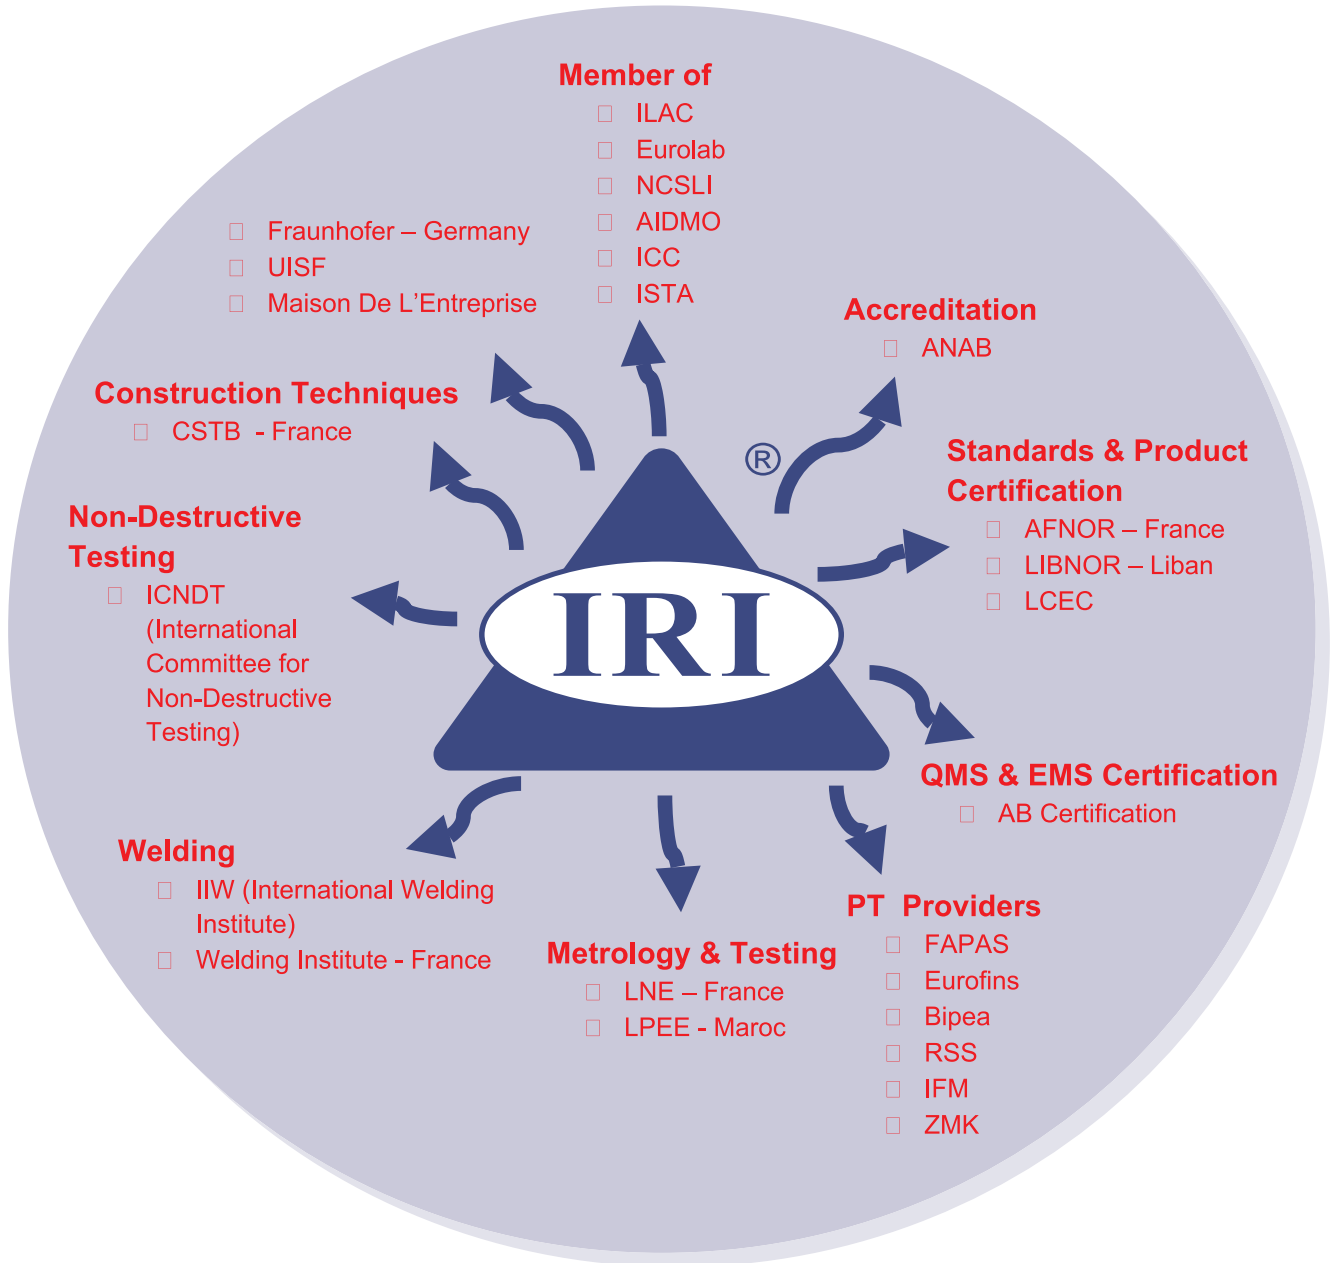 Member of
ILAC
Eurolab
NCSLI
AIDMO
ICC
ISTA
Fraunhofer – Germany
UISF
Maison De L’Entreprise
Accreditation
ANAB
Construction Techniques
CSTB - France
Standards & Product
Certification
AFNOR – France
LIBNOR – Liban
LCEC
Non-Destructive
Testing
ICNDT
(International
Committee for
Non-Destructive
Testing)
®
IRI
QMS & EMS Certification
AB Certification
Welding
IIW (International Welding
Institute)
Welding Institute - France
Metrology & Testing
LNE – France
LPEE - Maroc
PT Providers
FAPAS
Eurofins
Bipea
RSS
IFM
ZMK